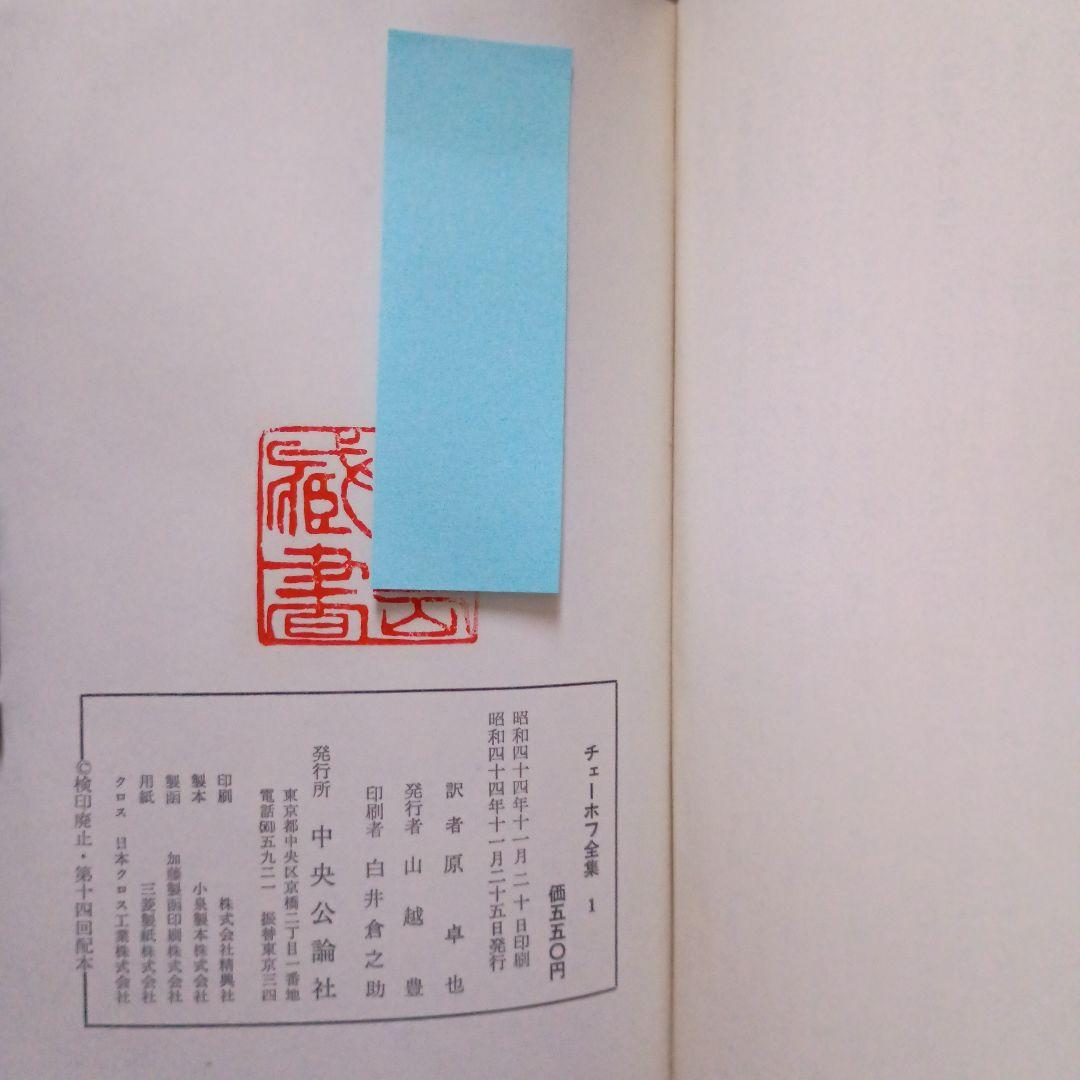 蔵書
チェーホフ全集 1
価五五〇円
昭和四十四年十一月二十日印刷
昭和四十四年十一月二十五日発行
訳者 原卓也
発行者 山越豊
印刷者 白井倉之助
発行所 中央公論社
東京都中央区京橋二丁目一番地
電話(561)五九二一 振替東京三四
印刷 株式会社精興社
製本 小泉製本株式会社
製函 加藤製函印刷株式会社
用紙 三菱製紙株式会社
クロス 日本クロス工業株式会社
©検印廃止・第十四回配本